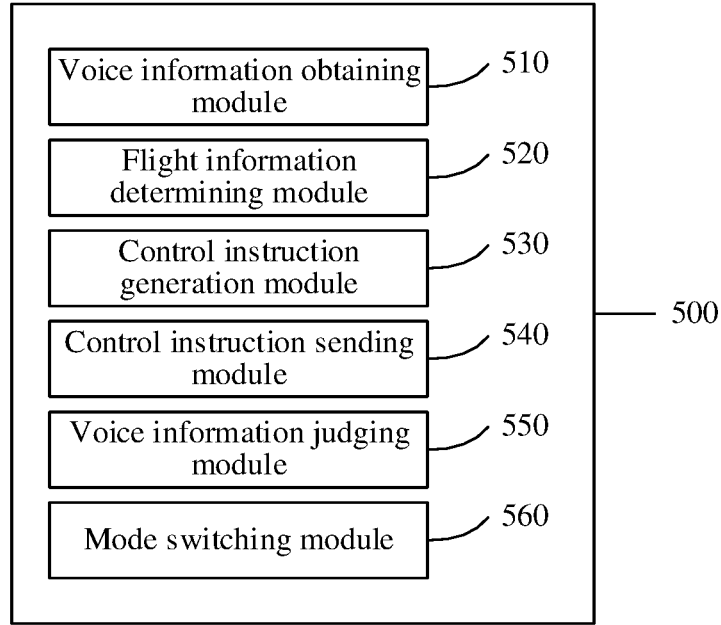 Voice information obtaining
module
510
Flight information
determining module
520
Control instruction
generation module
530
Control instruction sending
module
540
Voice information judging
module
550
Mode switching module
560
500